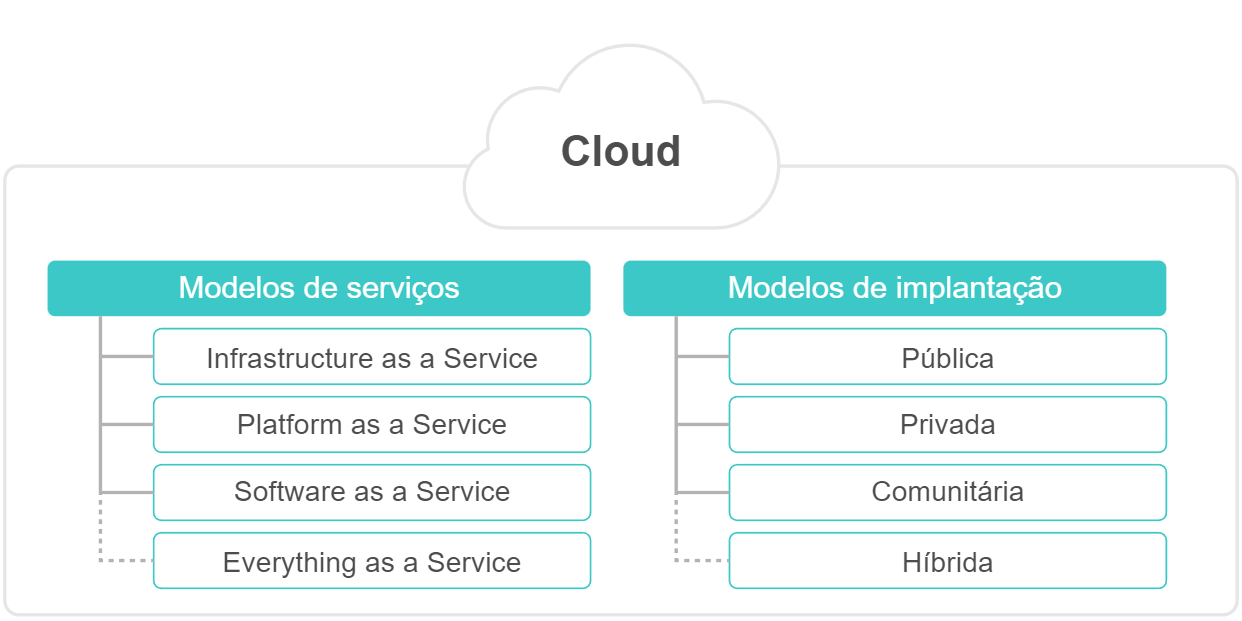 Cloud
Modelos de serviços
Infrastructure as a Service
Platform as a Service
Software as a Service
Everything as a Service
Modelos de implantação
Pública
Privada
Comunitária
Híbrida